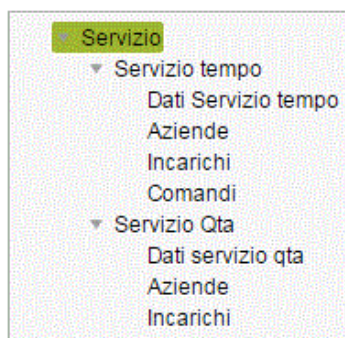 Servizio
Servizio tempo
Dati Servizio tempo
Aziende
Incarichi
Comandi
Servizio Qta
Dati servizio qta
Aziende
Incarichi